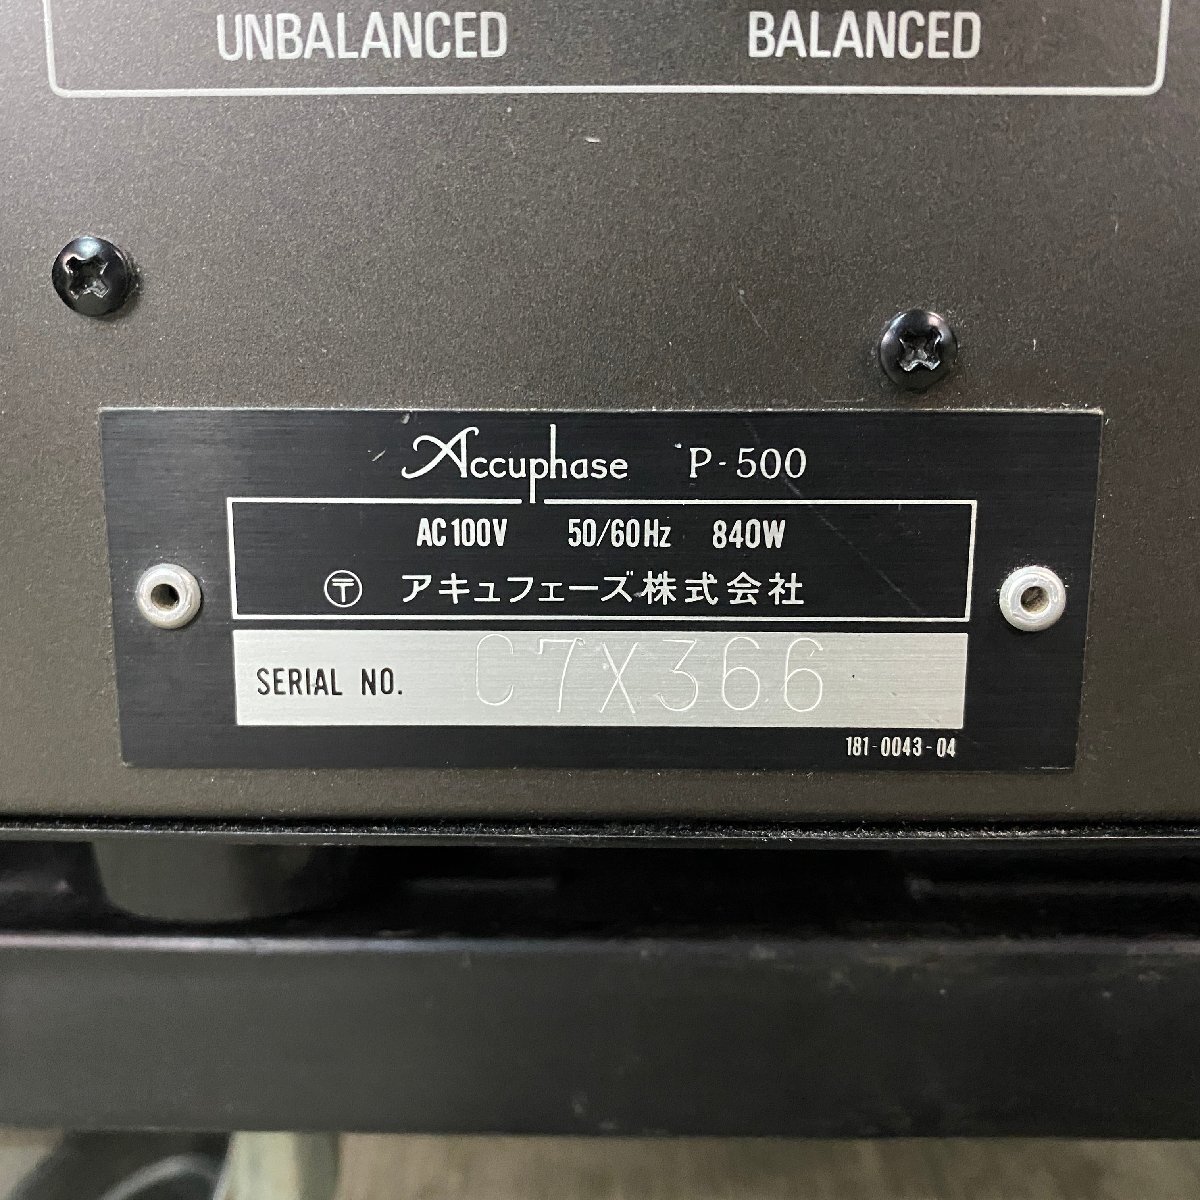 UNBALANCED BALANCED
Accuphase P-500
AC100V 50/60Hz 840W
〒 アキュフェーズ株式会社
SERIAL NO. C7X366
181-0043-04